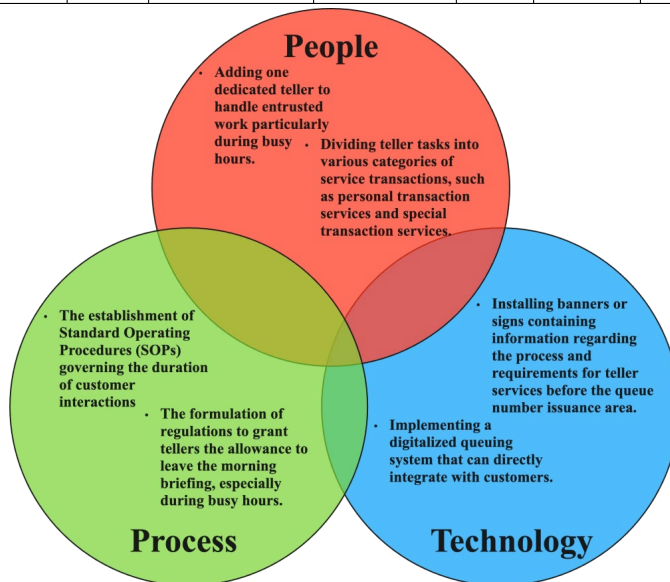 People
• Adding one
dedicated teller to
handle entrusted
work particularly
during busy
hours.
• Dividing teller tasks into
various categories of
service transactions, such
as personal transaction
services and special
transaction services.
• The establishment of
Standard Operating
Procedures (SOPs)
governing the duration
of customer
interactions
• The formulation of
regulations to grant
tellers the allowance to
leave the morning
briefing, especially
during busy hours.
Process
• Installing banners or
signs containing
information regarding
the process and
requirements for teller
services before the queue
number issuance area.
• Implementing a
digitalized queuing
system that can directly
integrate with customers.
Technology